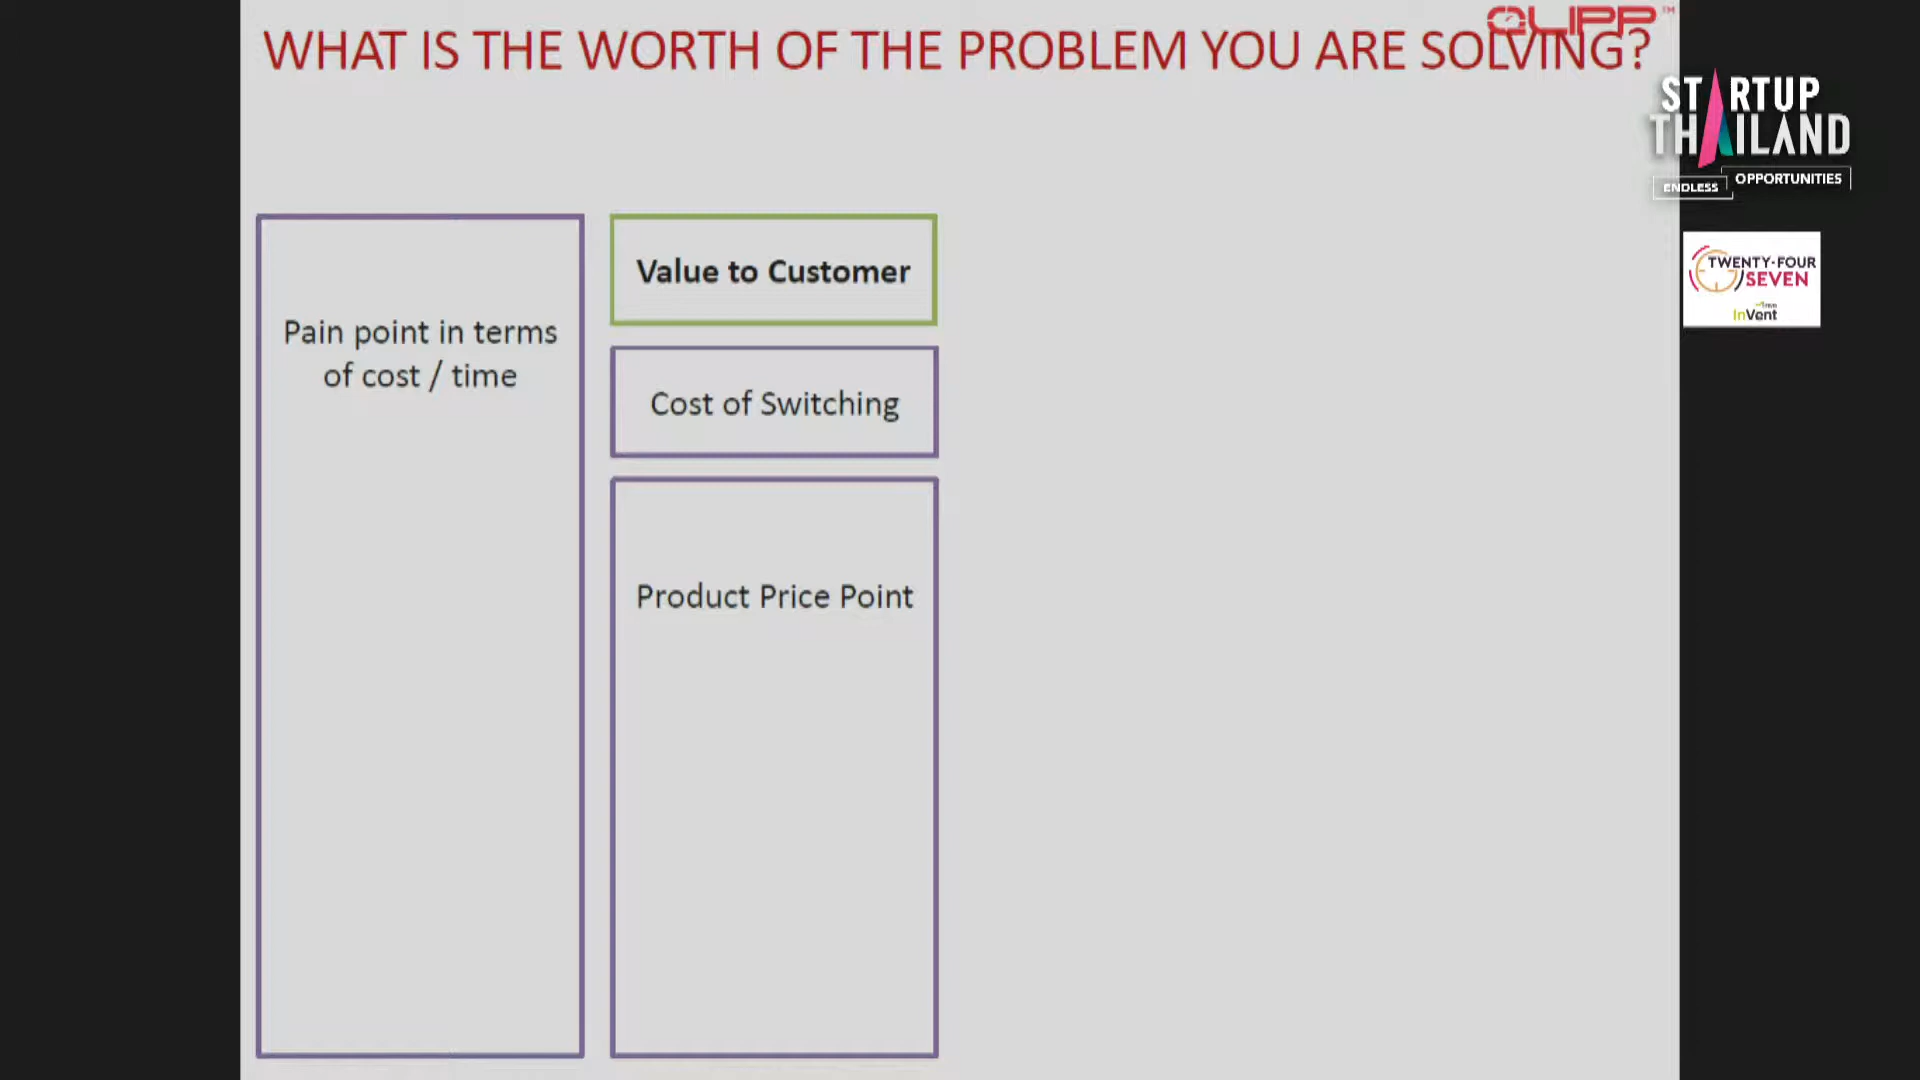 QLIPP™
WHAT IS THE WORTH OF THE PROBLEM YOU ARE SOLVING?
STARTUP
THAILAND
ENDLESS OPPORTUNITIES
TWENTY-FOUR
SEVEN
InVent
Pain point in terms
of cost / time
Value to Customer
Cost of Switching
Product Price Point